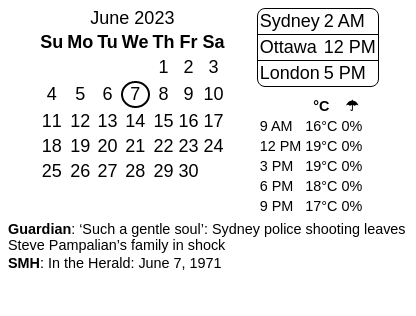 June 2023
Su Mo Tu We Th Fr Sa
1 2 3
4 5 6 7 8 9 10
11 12 13 14 15 16 17
18 19 20 21 22 23 24
25 26 27 28 29 30
Sydney 2 AM
Ottawa 12 PM
London 5 PM
°C ☂
9 AM 16°C 0%
12 PM 19°C 0%
3 PM 19°C 0%
6 PM 18°C 0%
9 PM 17°C 0%
Guardian: ‘Such a gentle soul’: Sydney police shooting leaves
Steve Pampalian’s family in shock
SMH: In the Herald: June 7, 1971